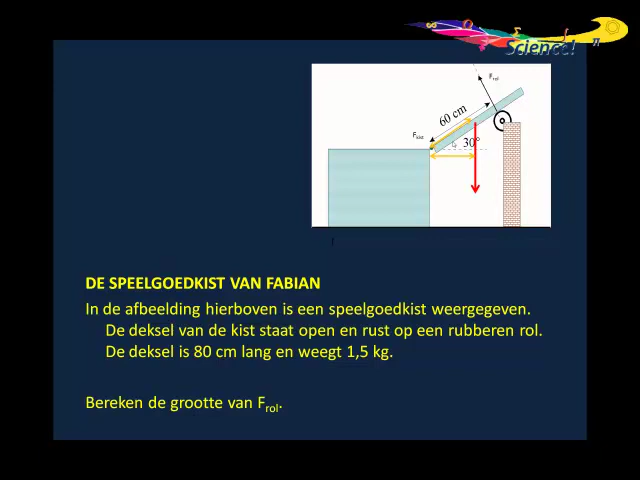 Science!
F rol
60 cm
30°
DE SPEELGOEDKIST VAN FABIAN
In de afbeelding hierboven is een speelgoedkist weergegeven.
De deksel van de kist staat open en rust op een rubberen rol.
De deksel is 80 cm lang en weegt 1,5 kg.
Bereken de grootte van Frol.